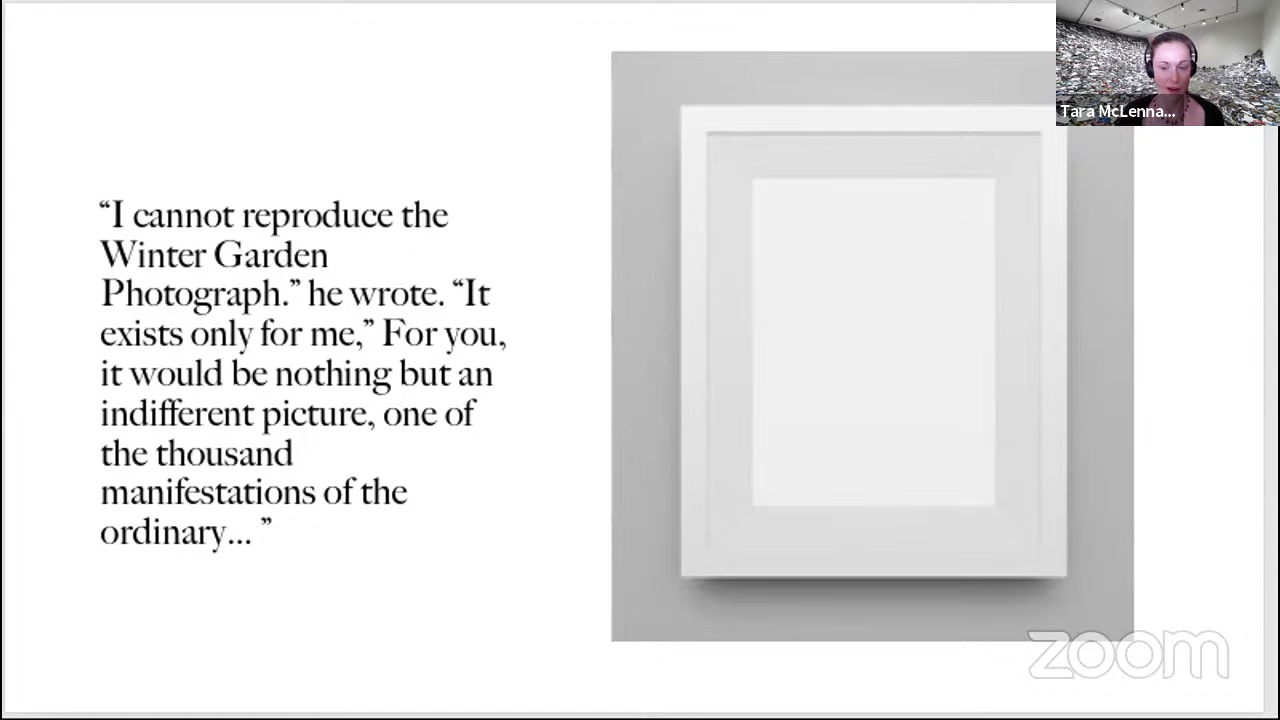 “I cannot reproduce the
Winter Garden
Photograph.” he wrote. “It
exists only for me,” For you,
it would be nothing but an
indifferent picture, one of
the thousand
manifestations of the
ordinary... ”
Tara McLenna...
zoom